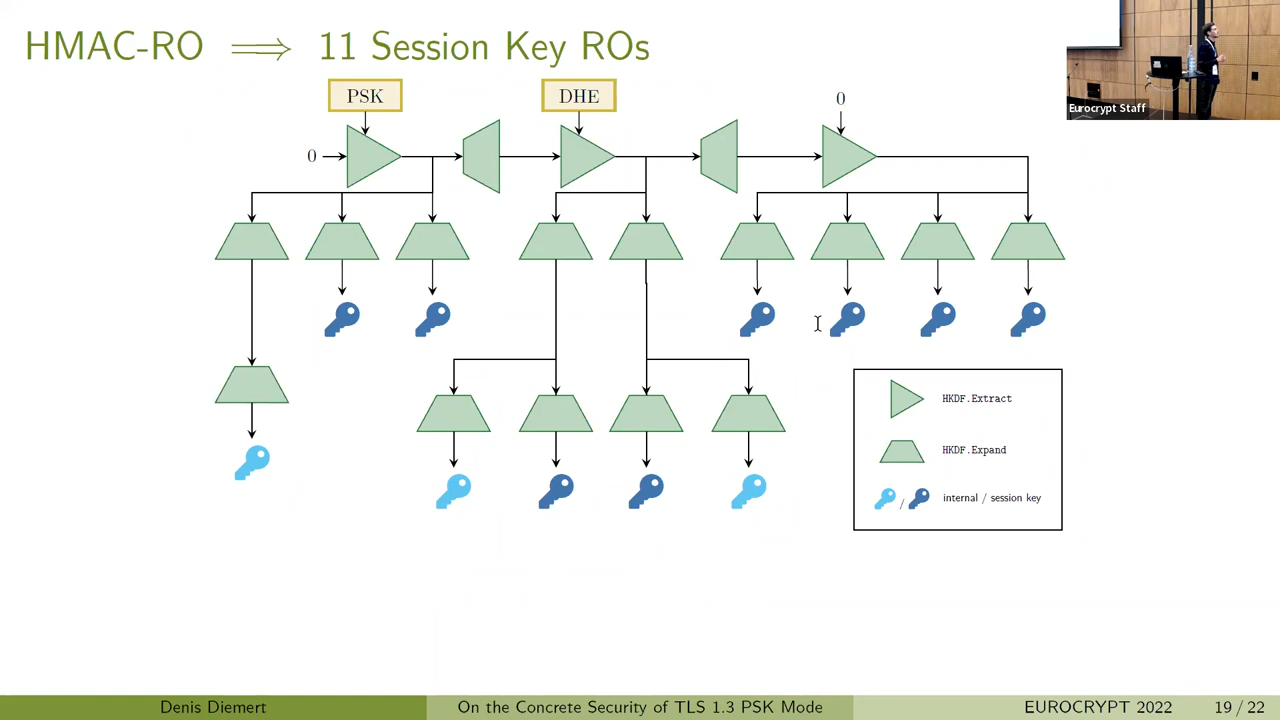 HMAC-RO ⟹ 11 Session Key ROs
PSK
DHE
0
0
Eurocrypt Staff
HKDF.Extract
HKDF.Expand
/ internal / session key
Denis Diemert
On the Concrete Security of TLS 1.3 PSK Mode
EUROCRYPT 2022
19 / 22